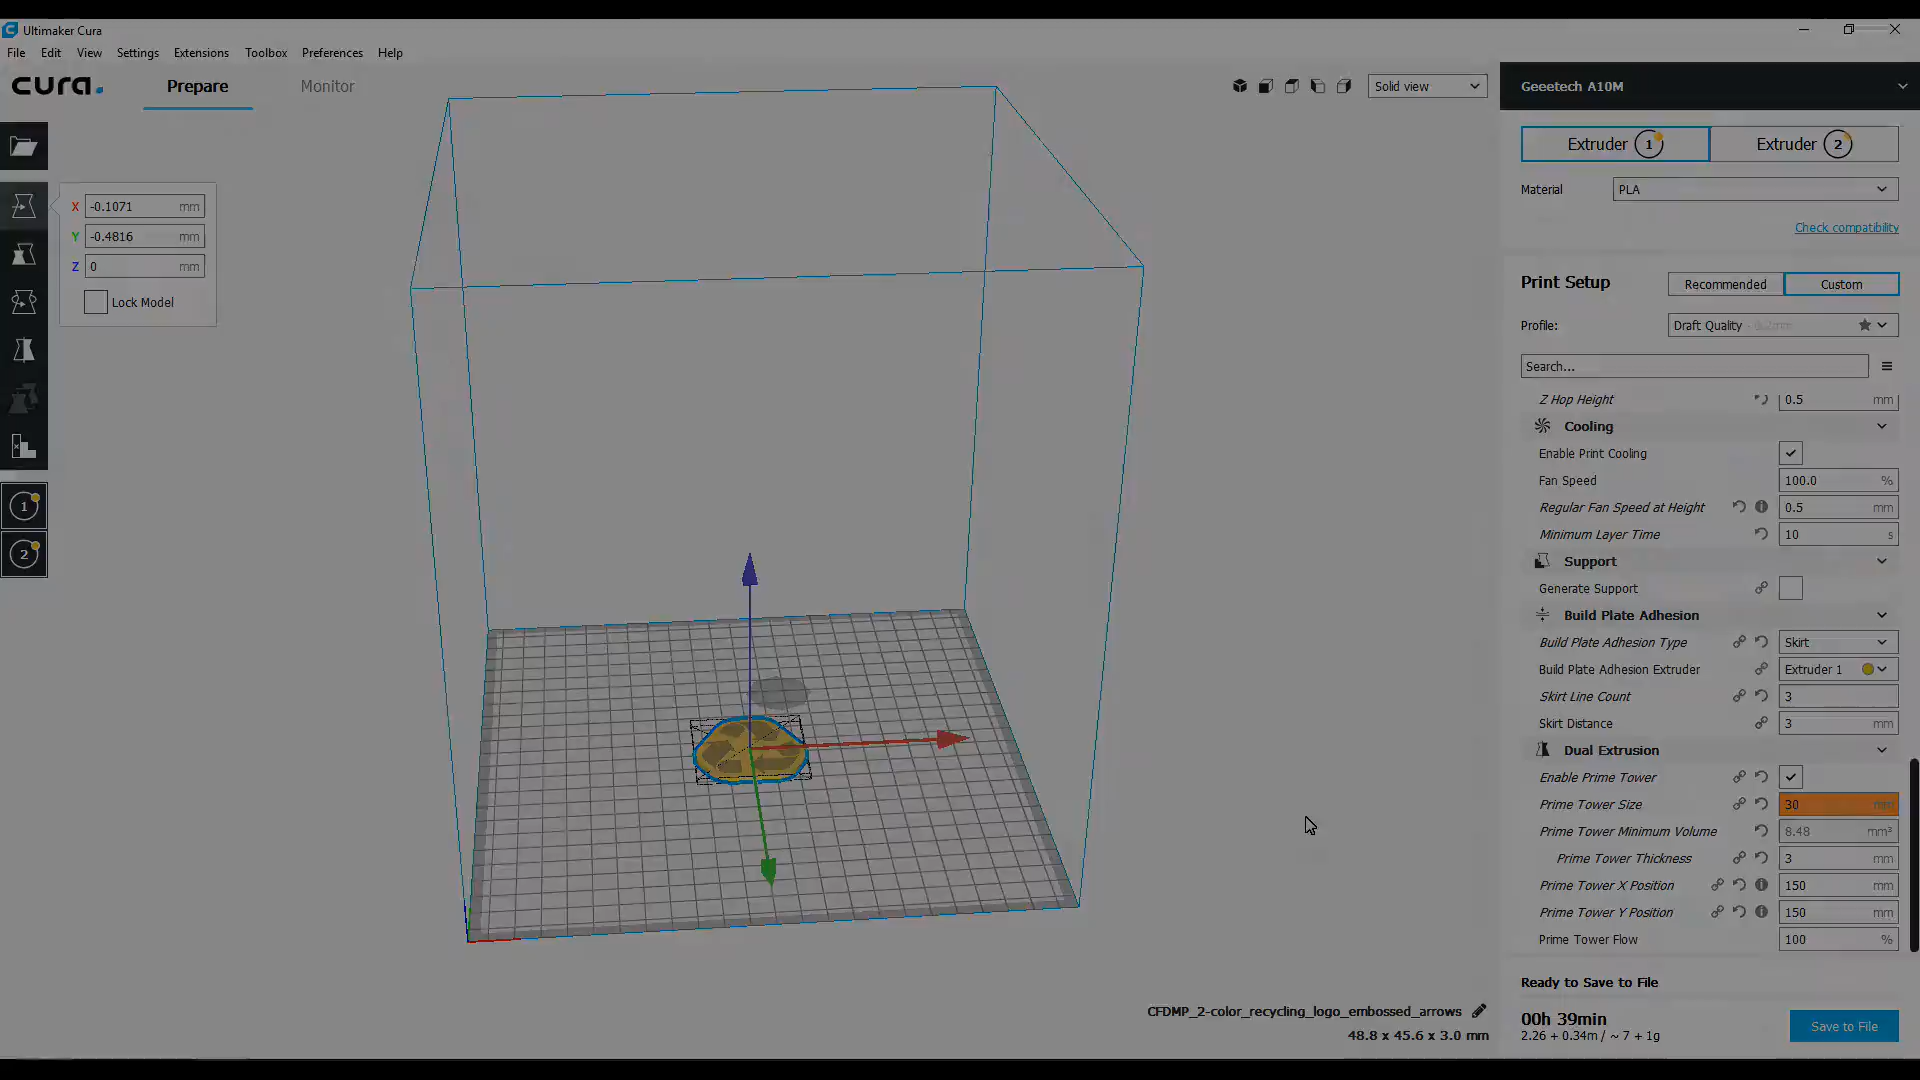 Ultimaker Cura
File Edit View Settings Extensions Toolbox Preferences Help
cura. Prepare Monitor
Solid view
Geeetech A10M
Extruder 1 Extruder 2
Material PLA
Check compatibility
X -0.1071 mm
Y -0.4816 mm
Z 0 mm
Lock Model
Print Setup Recommended Custom
Profile: Draft Quality - 0.2mm
Search...
Z Hop Height 0.5 mm
Cooling
Enable Print Cooling
Fan Speed 100.0 %
Regular Fan Speed at Height 0.5 mm
Minimum Layer Time 10 s
Support
Generate Support
Build Plate Adhesion
Build Plate Adhesion Type Skirt
Build Plate Adhesion Extruder Extruder 1
Skirt Line Count 3
Skirt Distance 3 mm
Dual Extrusion
Enable Prime Tower
Prime Tower Size 30 mm
Prime Tower Minimum Volume 8.48 mm³
Prime Tower Thickness 3 mm
Prime Tower X Position 150 mm
Prime Tower Y Position 150 mm
Prime Tower Flow 100 %
1
2
CFDMP_2-color_recycling_logo_embossed_arrows
48.8 x 45.6 x 3.0 mm
Ready to Save to File
00h 39min
2.26 + 0.34m / ~ 7 + 1g
Save to File